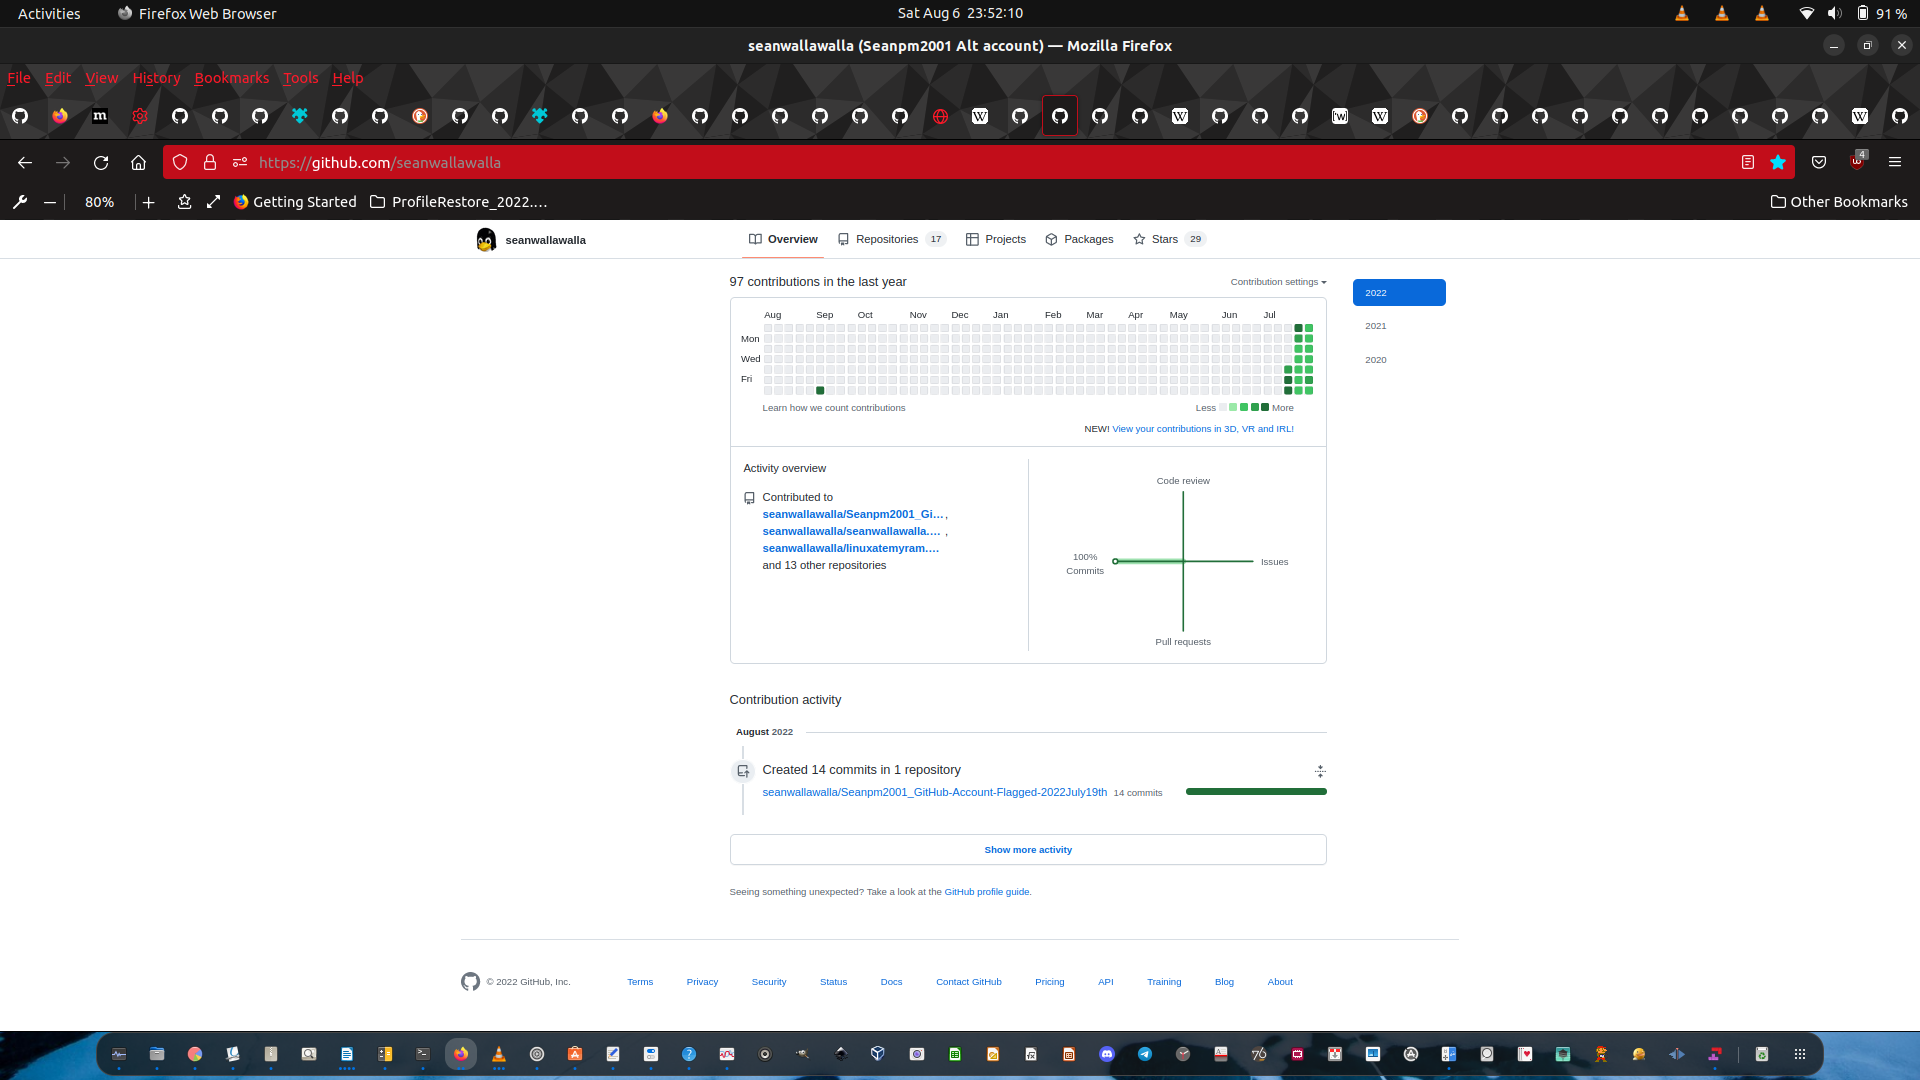 Activities
Firefox Web Browser
Sat Aug 6 23:52:10
91 %
seanwallawalla (Seanpm2001 Alt account) — Mozilla Firefox
File Edit View History Bookmarks Tools Help
https://github.com/seanwallawalla
4
80%
Getting Started
ProfileRestore_2022....
Other Bookmarks
seanwallawalla
Overview
Repositories 17
Projects
Packages
Stars 29
97 contributions in the last year
Contribution settings
2022
2021
2020
Aug Sep Oct Nov Dec Jan Feb Mar Apr May Jun Jul
Mon
Wed
Fri
Learn how we count contributions
Less More
NEW! View your contributions in 3D, VR and IRL!
Activity overview
Contributed to
seanwallawalla/Seanpm2001_Gi... ,
seanwallawalla/seanwallawalla.... ,
seanwallawalla/linuxatemyram....
and 13 other repositories
Code review
100%
Commits
Issues
Pull requests
Contribution activity
August 2022
Created 14 commits in 1 repository
seanwallawalla/Seanpm2001_GitHub-Account-Flagged-2022July19th 14 commits
Show more activity
Seeing something unexpected? Take a look at the GitHub profile guide.
© 2022 GitHub, Inc.
Terms
Privacy
Security
Status
Docs
Contact GitHub
Pricing
API
Training
Blog
About